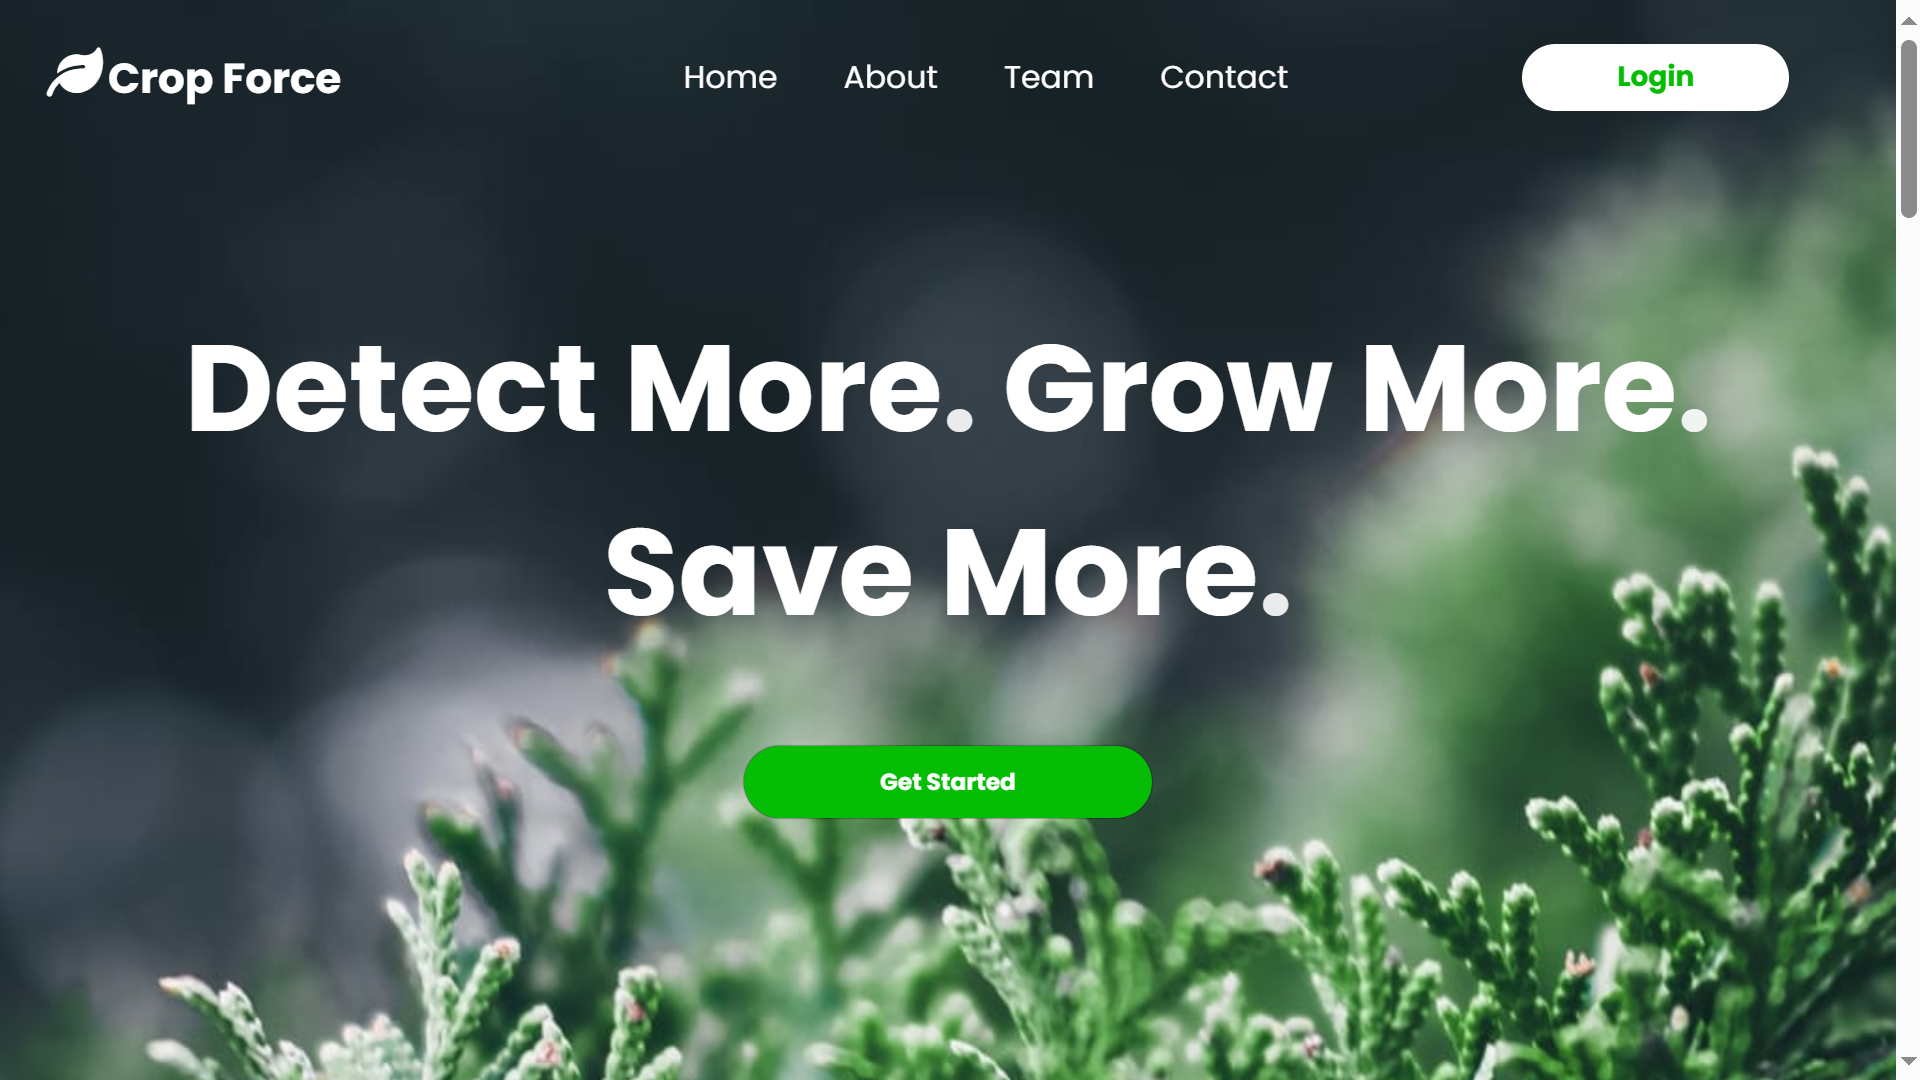 Crop Force
Home About Team Contact
Login
Detect More. Grow More.
Save More.
Get Started